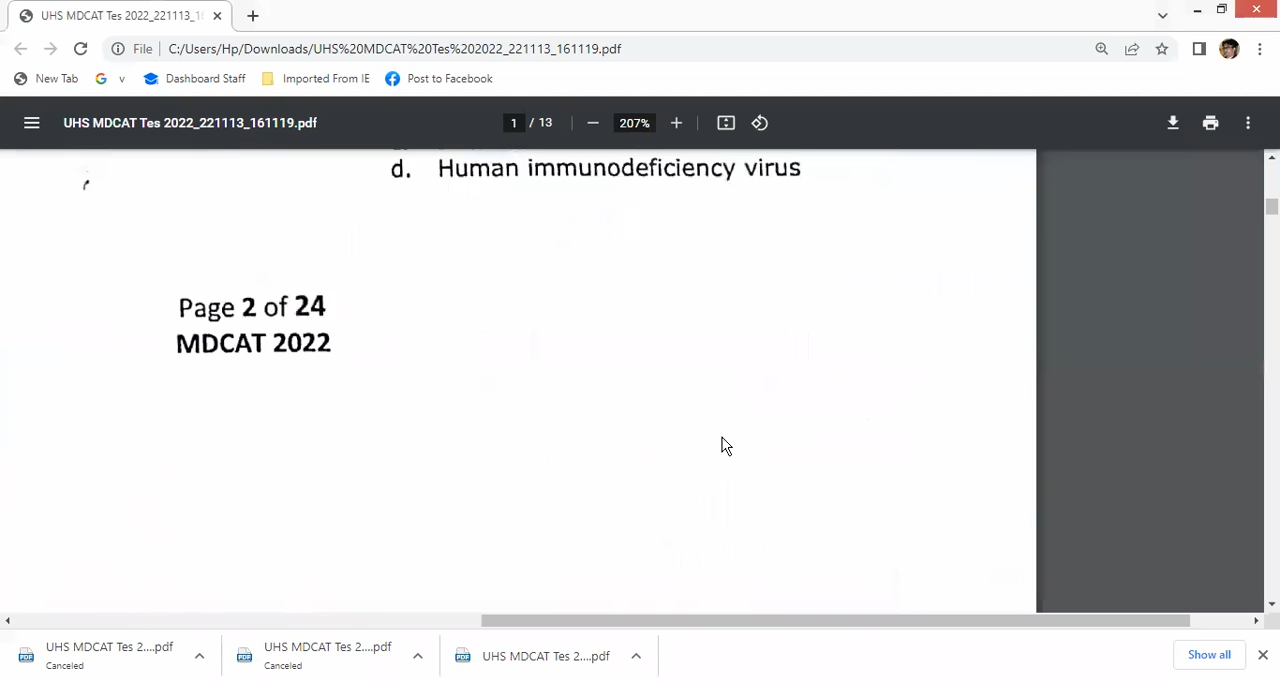 UHS MDCAT Tes 2022_221113_1
File C:/Users/Hp/Downloads/UHS%20MDCAT%20Tes%202022_221113_161119.pdf
New Tab G v Dashboard Staff Imported From IE Post to Facebook
UHS MDCAT Tes 2022_221113_161119.pdf 1 / 13 207%
d. Human immunodeficiency virus
Page 2 of 24
MDCAT 2022
UHS MDCAT Tes 2....pdf UHS MDCAT Tes 2....pdf UHS MDCAT Tes 2....pdf Show all
Canceled Canceled